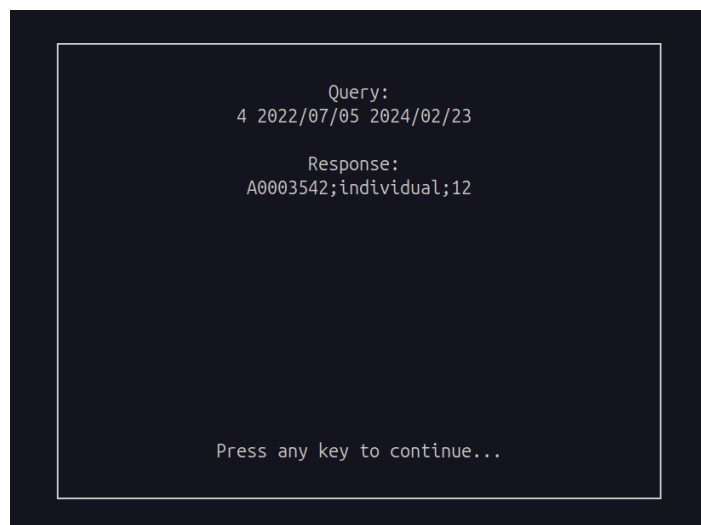 Query:
4 2022/07/05 2024/02/23
Response:
A0003542;individual;12
Press any key to continue...